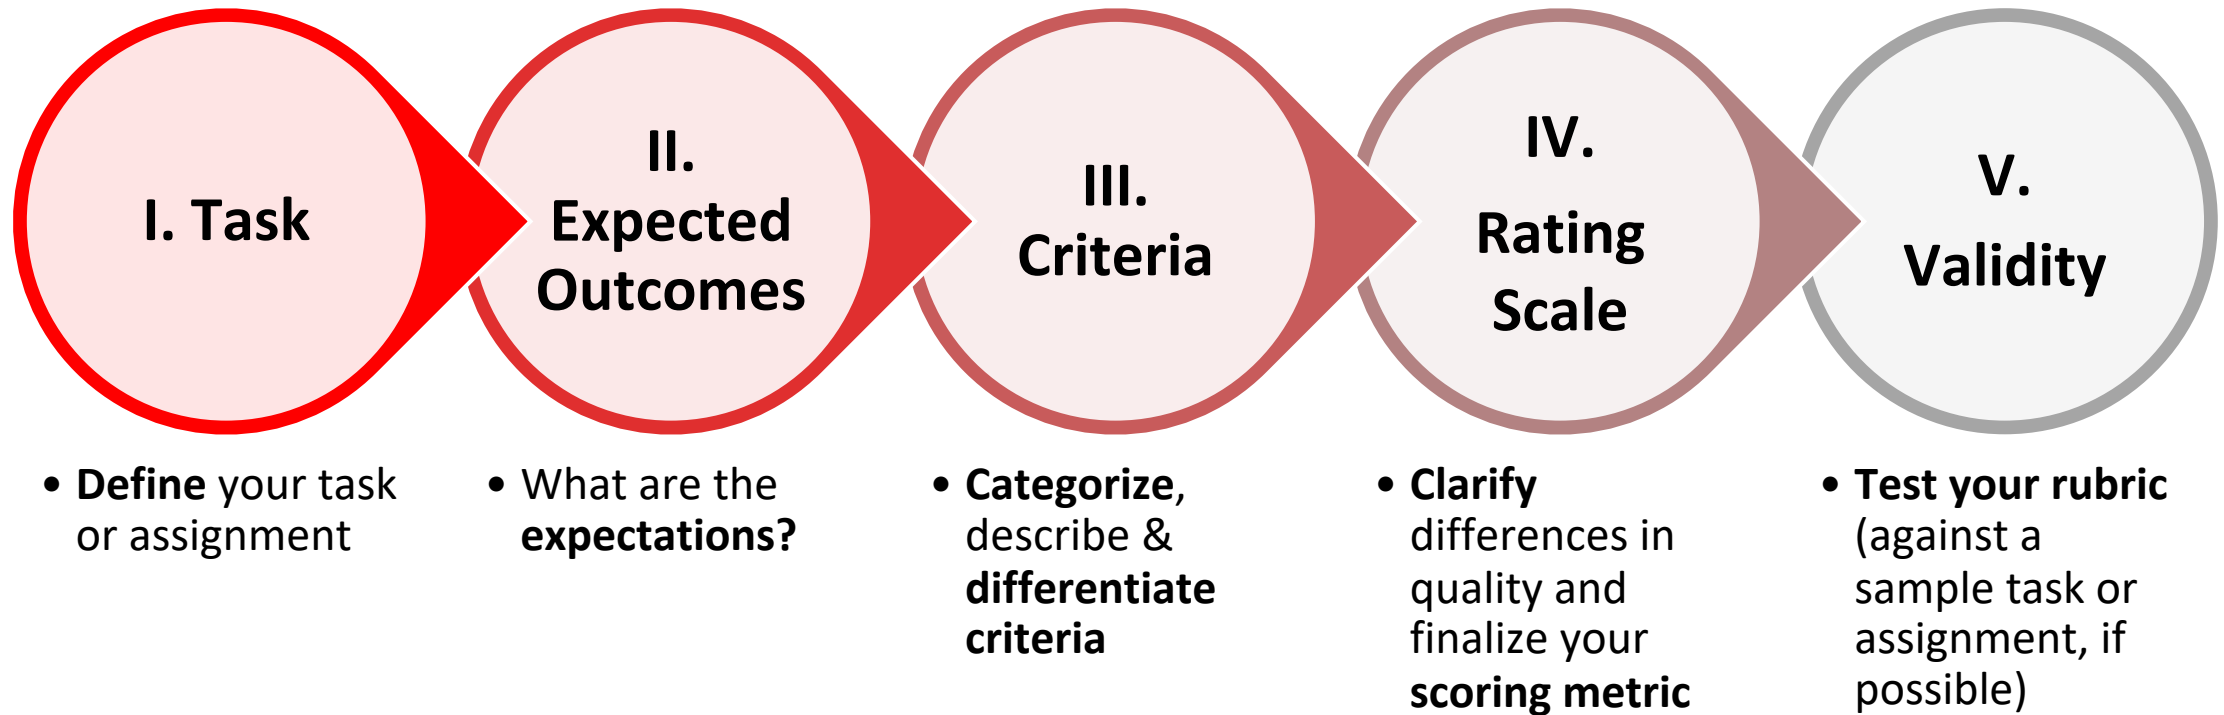 I. Task
II.
Expected
Outcomes
III.
Criteria
IV.
Rating
Scale
V.
Validity
• Define your task
or assignment
• What are the
expectations?
• Categorize,
describe &
differentiate
criteria
• Clarify
differences in
quality and
finalize your
scoring metric
• Test your rubric
(against a
sample task or
assignment, if
possible)